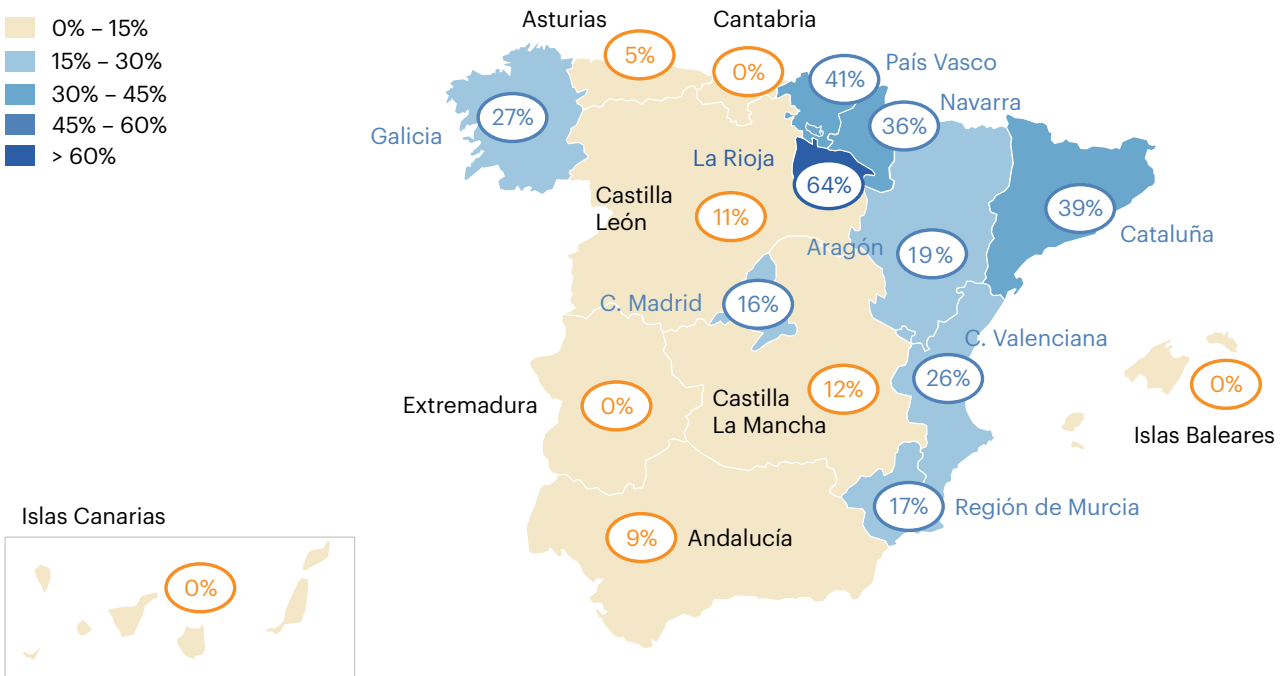 0% – 15%
15% – 30%
30% – 45%
45% – 60%
> 60%
Asturias
5%
Cantabria
0%
País Vasco
41%
Navarra
36%
Galicia
27%
La Rioja
64%
Castilla
León
11%
Aragón
19%
39%
Cataluña
C. Madrid
16%
C. Valenciana
26%
Extremadura
0%
Castilla
La Mancha
12%
0%
Islas Baleares
17%
Región de Murcia
9%
Andalucía
Islas Canarias
0%